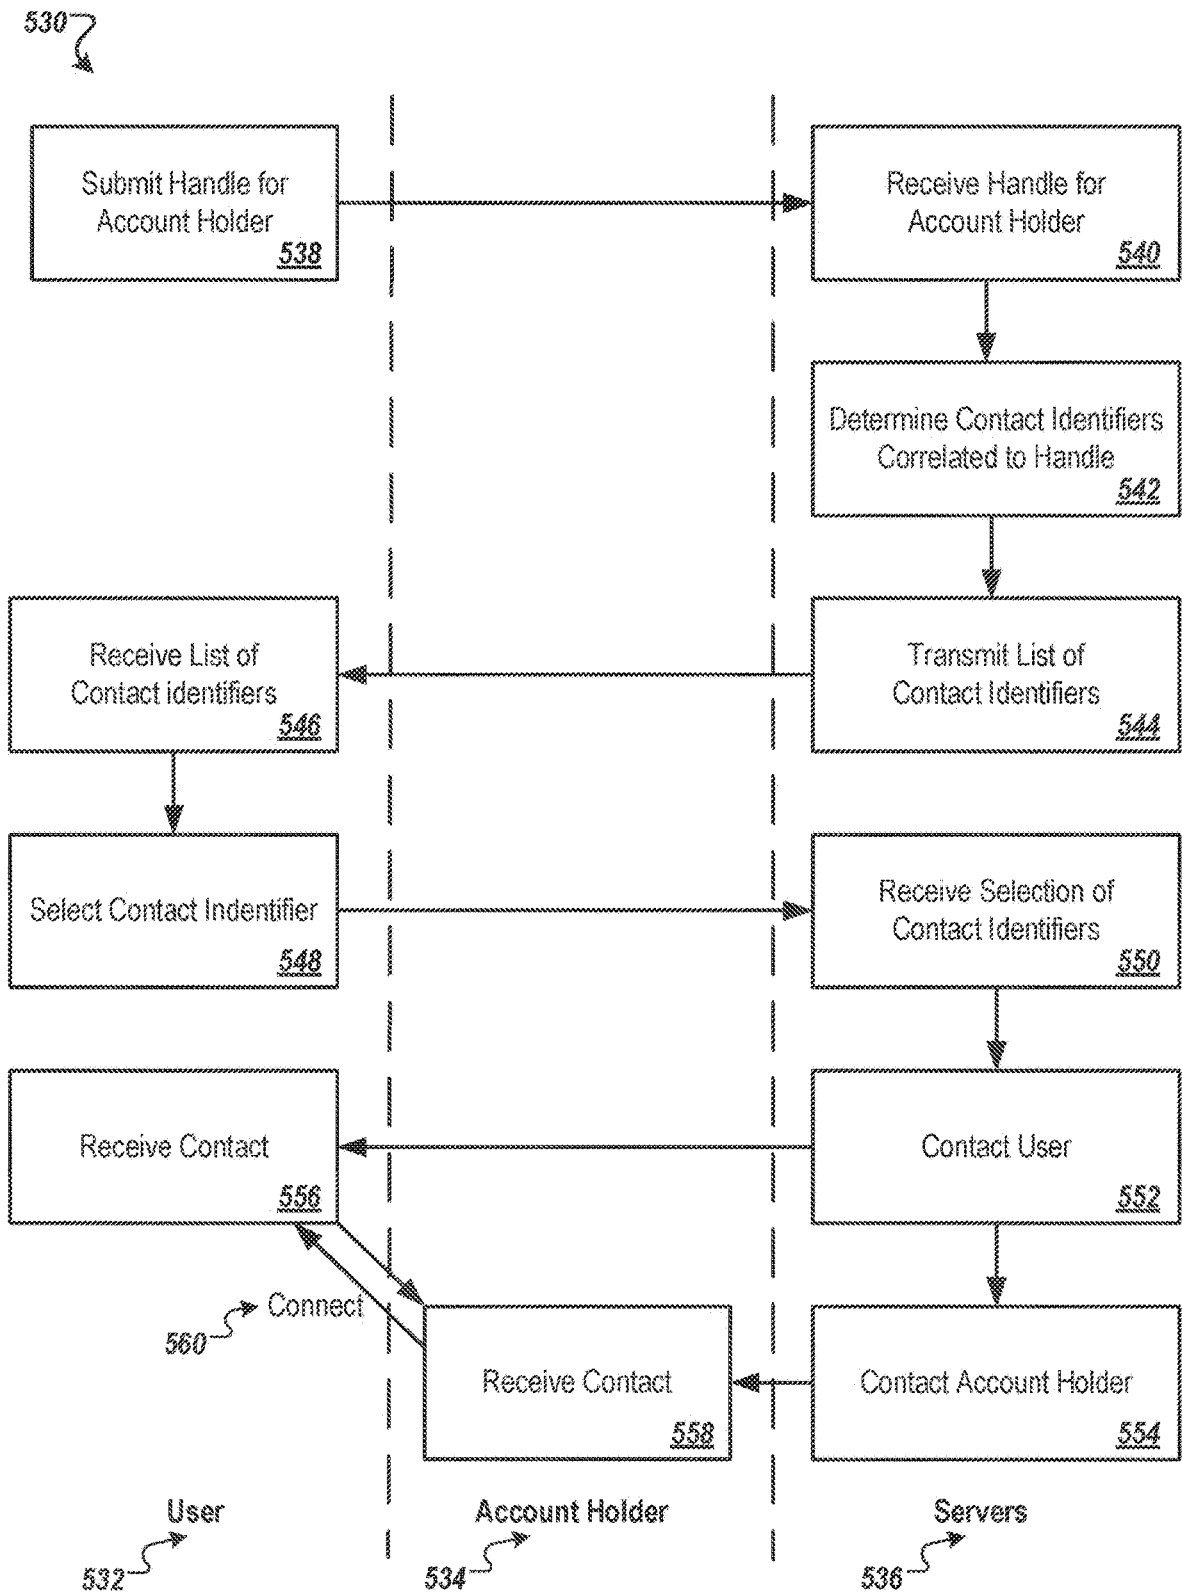 530
Submit Handle for
Account Holder
538
Receive Handle for
Account Holder
540
Determine Contact Identifiers
Correlated to Handle
542
Receive List of
Contact identifiers
546
Transmit List of
Contact Identifiers
544
Select Contact Indentifier
548
Receive Selection of
Contact Identifiers
550
Receive Contact
556
Contact User
552
Connect
560
Receive Contact
558
Contact Account Holder
554
User
532
Account Holder
534
Servers
536